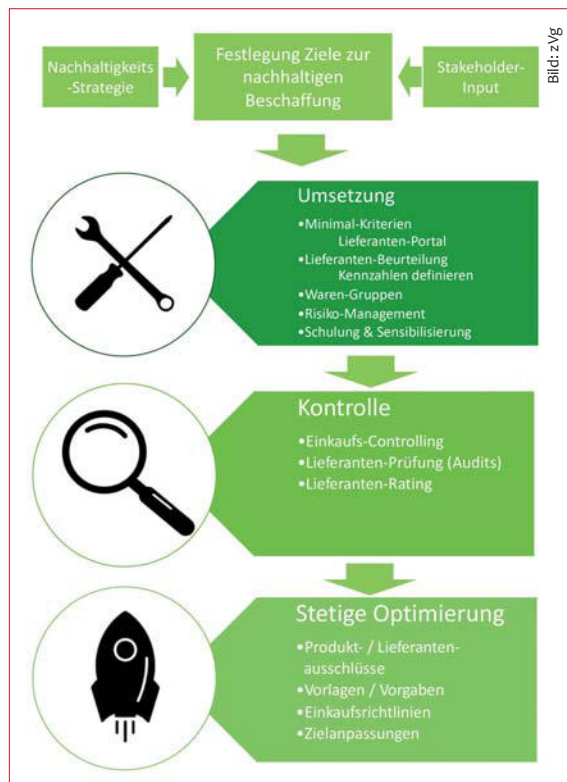 Nachhaltigkeits
-Strategie
Festlegung Ziele zur
nachhaltigen
Beschaffung
Stakeholder-
Input
Bild: zVg
Umsetzung
•Minimal-Kriterien
Lieferanten-Portal
•Lieferanten-Beurteilung
Kennzahlen definieren
•Waren-Gruppen
•Risiko-Management
•Schulung & Sensibilisierung
Kontrolle
•Einkaufs-Controlling
•Lieferanten-Prüfung (Audits)
•Lieferanten-Rating
Stetige Optimierung
•Produkt- / Lieferanten-
ausschlüsse
•Vorlagen / Vorgaben
•Einkaufsrichtlinien
•Zielanpassungen